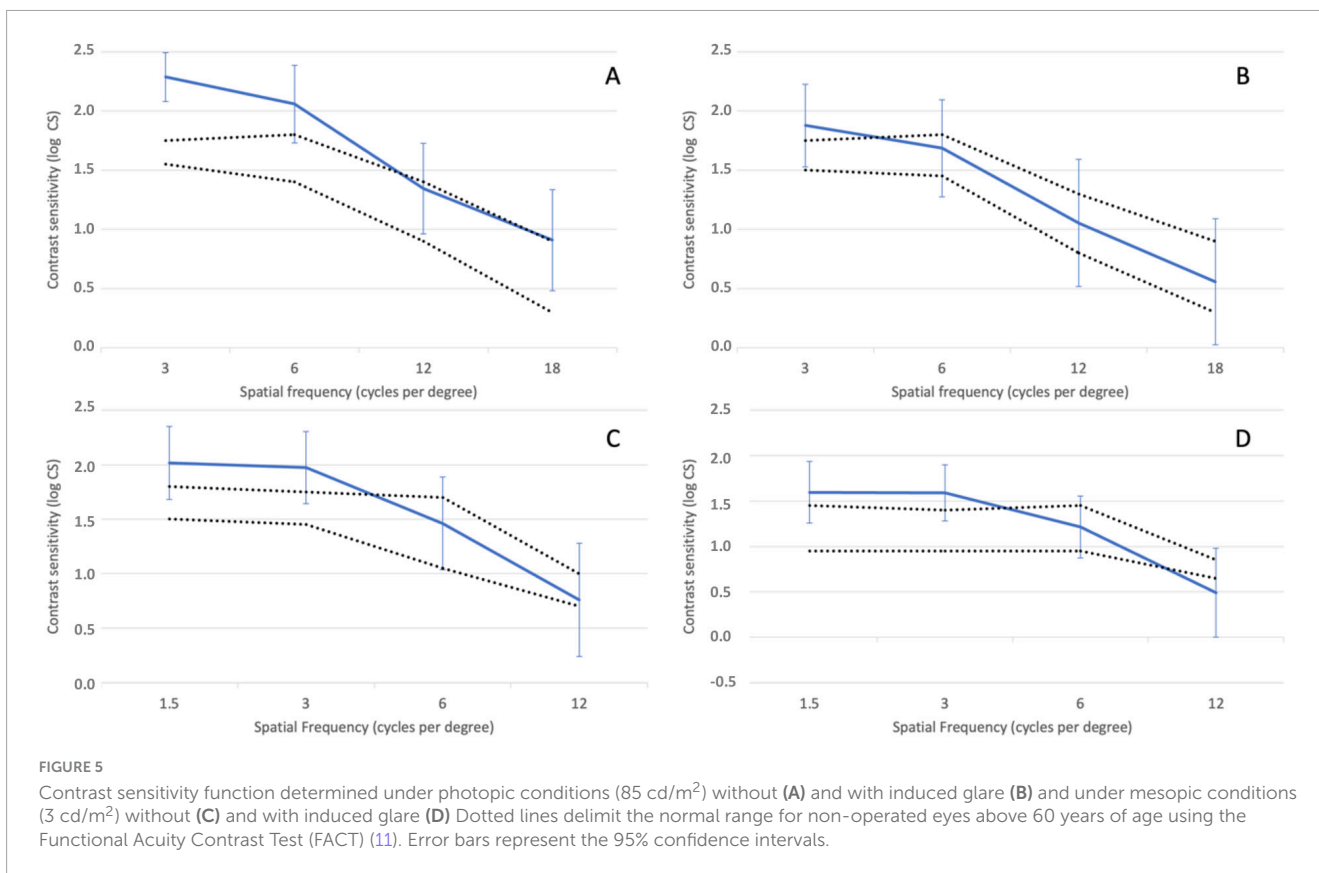 2.5
2.0
1.5
1.0
0.5
0.0
Contrast sensitivity (log CS)
A
3 6 12 18
Spatial frequency (cycles per degree)
2.5
2.0
1.5
1.0
0.5
0.0
Contrast sensitivity (log CS)
B
3 6 12 18
Spatial frequency (cycles per degree)
2.5
2.0
1.5
1.0
0.5
0.0
Contrast sensitivity (log CS)
C
1.5 3 6 12
Spatial Frequency (cycles per degree)
2.5
2.0
1.5
1.0
0.5
0.0
-0.5
Contrast sensitivity (log CS)
D
1.5 3 6 12
Spatial Frequency (cycles per degree)
FIGURE 5
Contrast sensitivity function determined under photopic conditions (85 cd/m²) without (A) and with induced glare (B) and under mesopic conditions
(3 cd/m²) without (C) and with induced glare (D) Dotted lines delimit the normal range for non-operated eyes above 60 years of age using the
Functional Acuity Contrast Test (FACT) (11). Error bars represent the 95% confidence intervals.